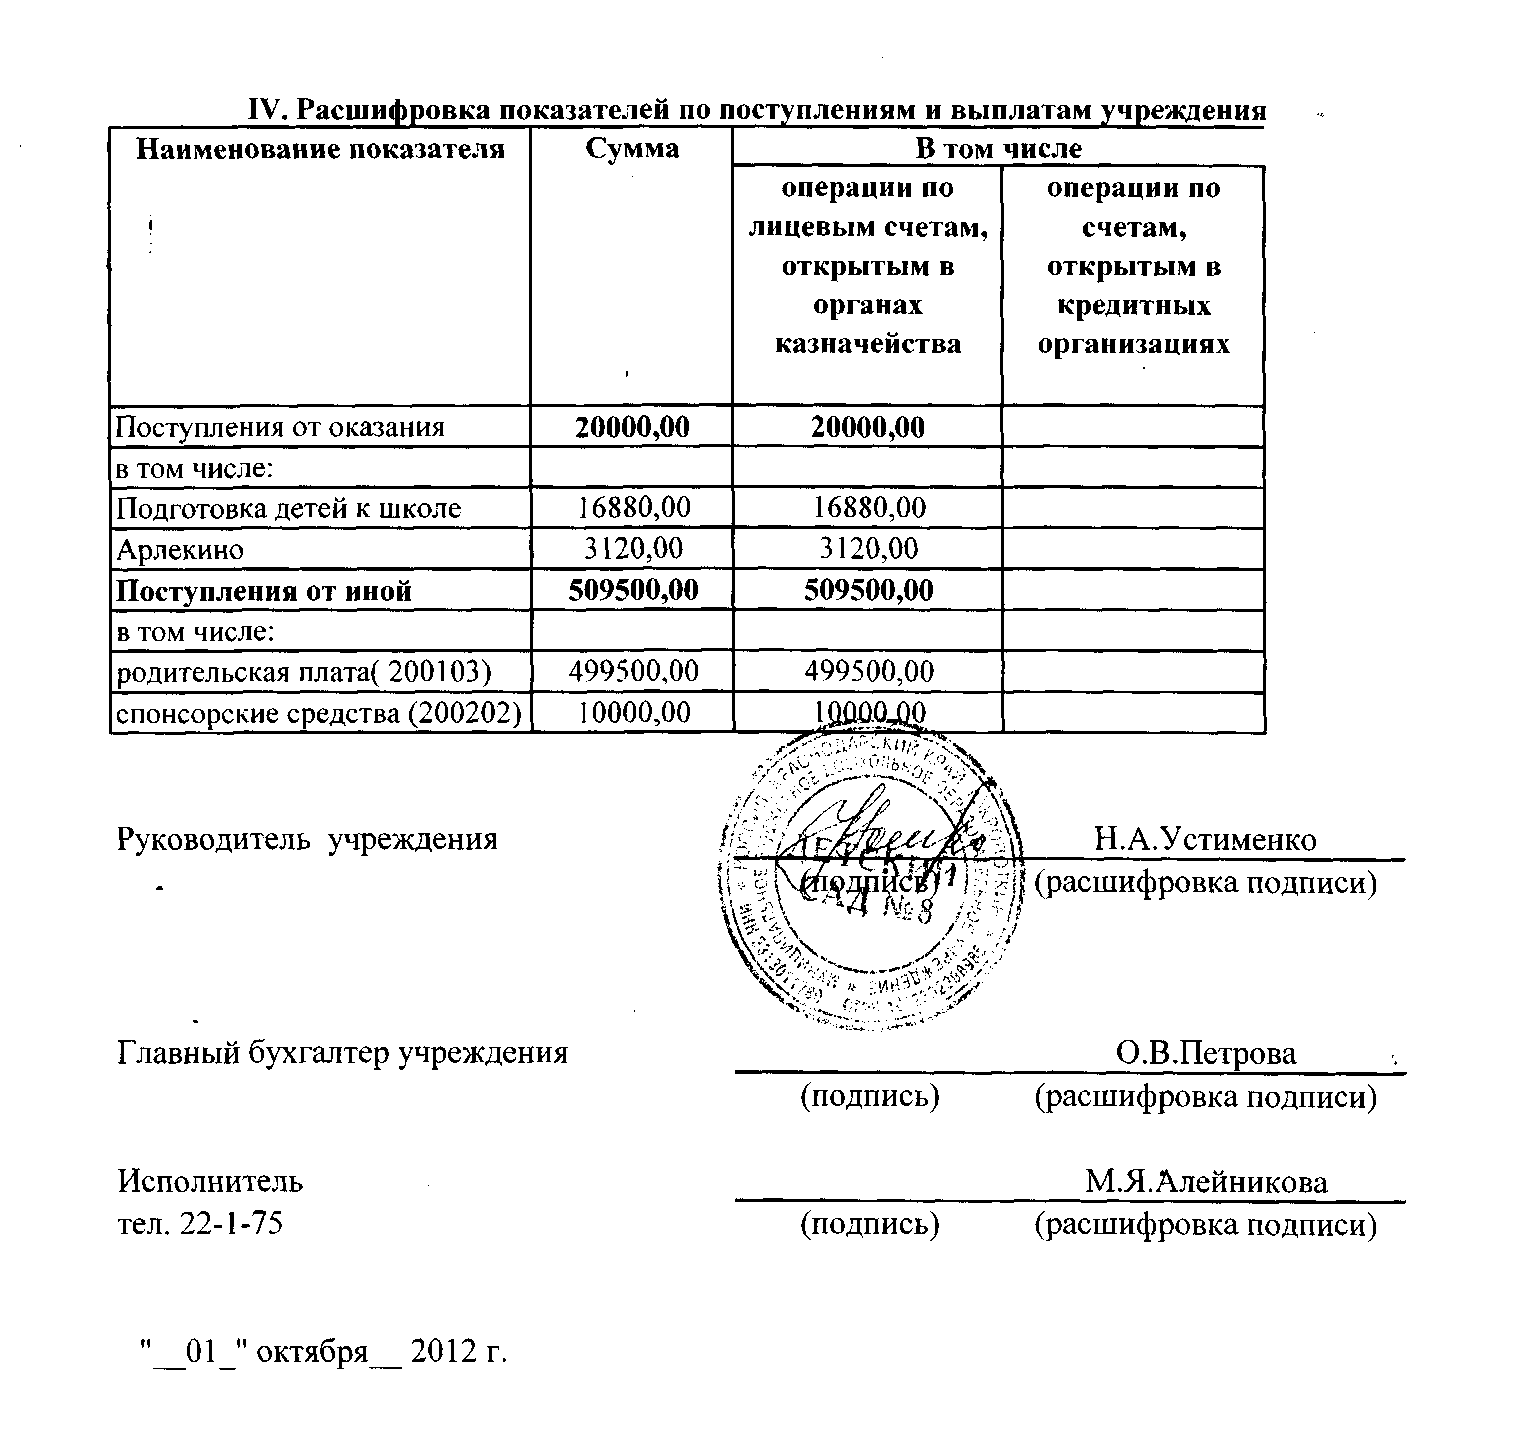 IV. Расшифровка показателей по поступлениям и выплатам учреждения
Наименование показателя Сумма В том числе
операции по лицевым счетам, открытым в органах казначейства
операции по счетам, открытым в кредитных организациях
Поступления от оказания 20000,00 20000,00
в том числе:
Подготовка детей к школе 16880,00 16880,00
Арлекино 3120,00 3120,00
Поступления от иной 509500,00 509500,00
в том числе:
родительская плата( 200103) 499500,00 499500,00
спонсорские средства (200202) 10000,00 10000,00
Руководитель учреждения Н.А.Устименко
(подпись) (расшифровка подписи)
ДЕТСКИЙ
САД №8
КРАСНОДАРСКИЙ КРАЙ
УЧРЕЖДЕНИЕ
Главный бухгалтер учреждения О.В.Петрова
(подпись) (расшифровка подписи)
Исполнитель М.Я.Алейникова
тел. 22-1-75 (подпись) (расшифровка подписи)
"__01_" октября__ 2012 г.